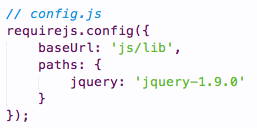 // config.js
requirejs.config({
    baseUrl: 'js/lib',
    paths: {
        jquery: 'jquery-1.9.0'
    }
});